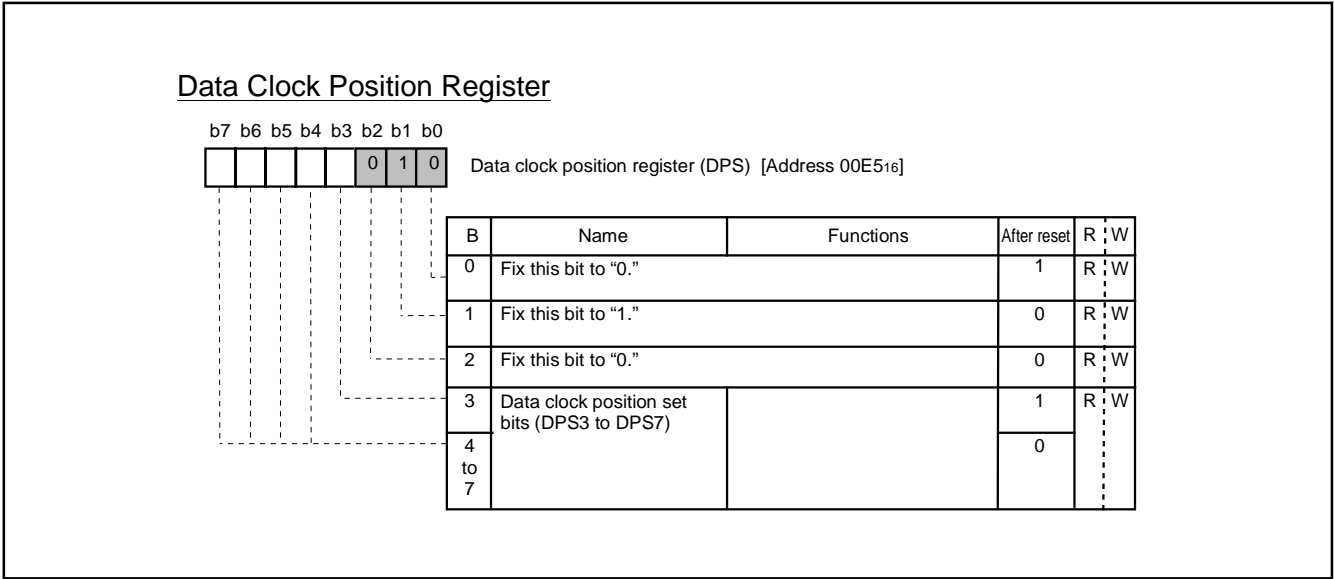 Data Clock Position Register
b7 b6 b5 b4 b3 b2 b1 b0
0 1 0 Data clock position register (DPS) [Address 00E516]
B Name Functions After reset R W
0 Fix this bit to “0.” 1 R W
1 Fix this bit to “1.” 0 R W
2 Fix this bit to “0.” 0 R W
3 Data clock position set 1 R W
bits (DPS3 to DPS7)
4 0
to
7